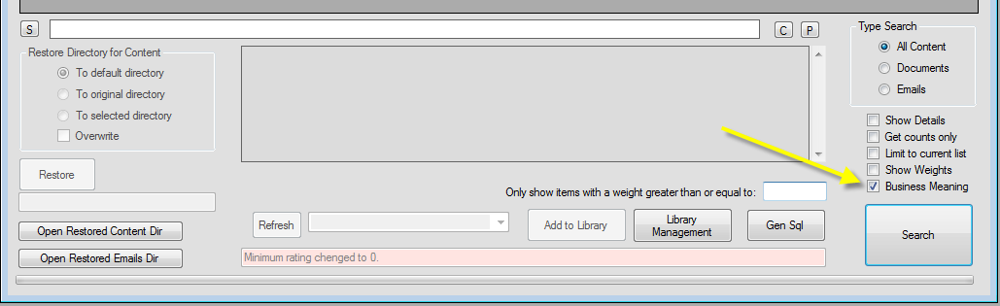 S
C
P
Type Search
All Content
Documents
Emails
Restore Directory for Content
To default directory
To original directory
To selected directory
Overwrite
Show Details
Get counts only
Limit to current list
Show Weights
Business Meaning
Restore
Only show items with a weight greater than or equal to:
Refresh
Add to Library
Library
Management
Gen Sql
Search
Open Restored Content Dir
Open Restored Emails Dir
Minimum rating chenged to 0.